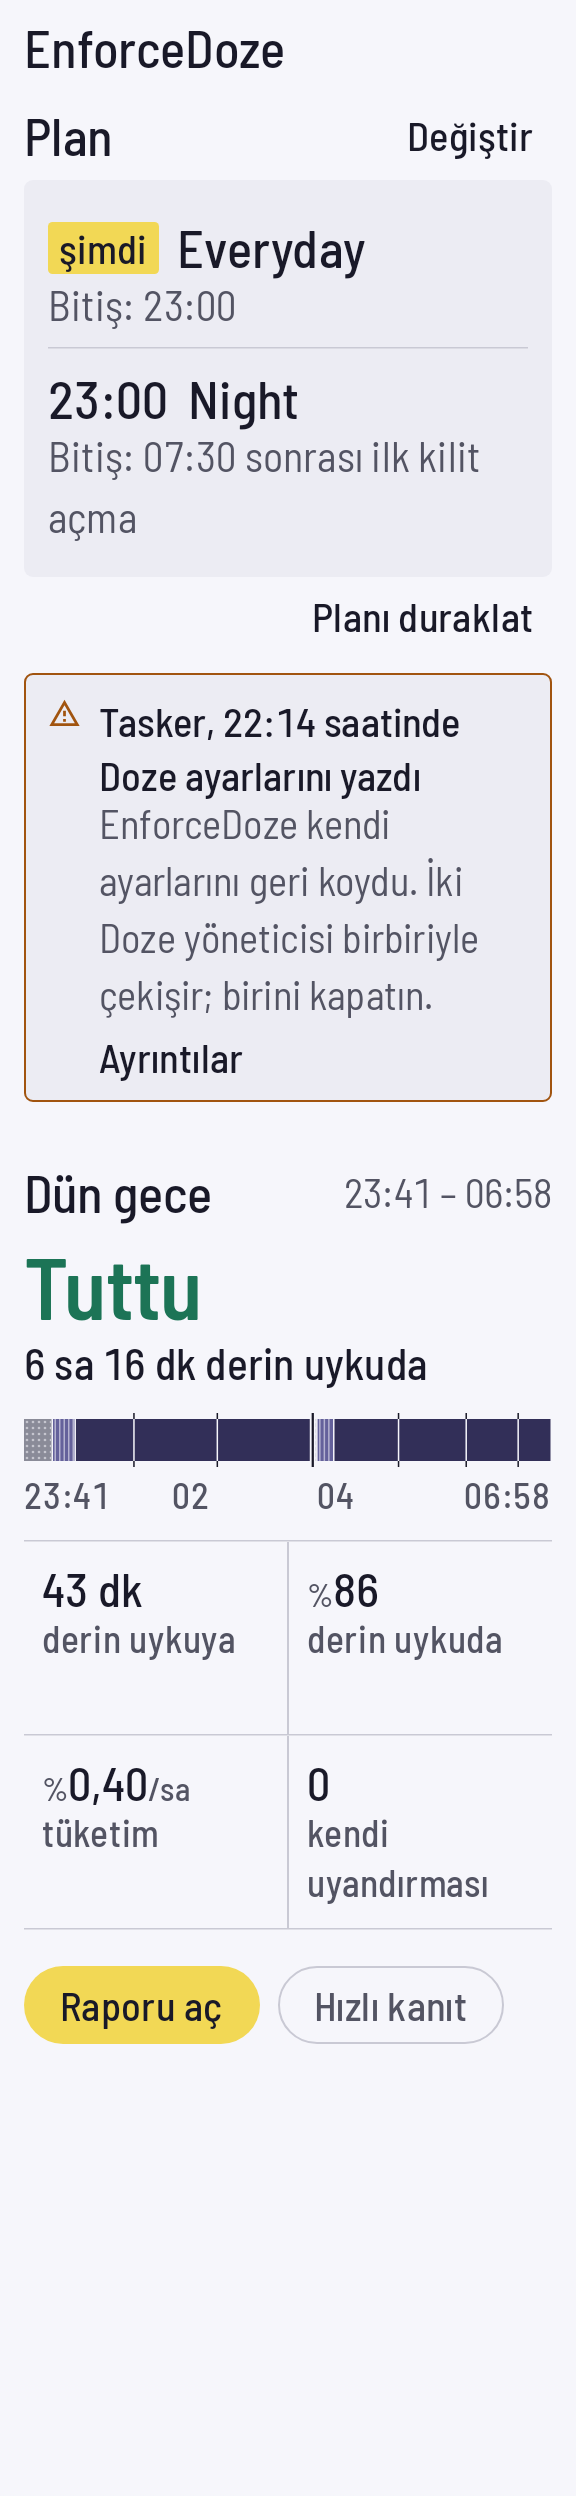 EnforceDoze
Plan
Değiştir
şimdi Everyday
Bitiş: 23:00
23:00 Night
Bitiş: 07:30 sonrası ilk kilit
açma
Planı duraklat
Tasker, 22:14 saatinde
Doze ayarlarını yazdı
EnforceDoze kendi
ayarlarını geri koydu. İki
Doze yöneticisi birbiriyle
çekişir; birini kapatın.
Ayrıntılar
Dün gece
23:41 – 06:58
Tuttu
6 sa 16 dk derin uykuda
23:41 02 04 06:58
43 dk
derin uykuya
%86
derin uykuda
%0,40/sa
tüketim
0
kendi
uyandırması
Raporu aç
Hızlı kanıt